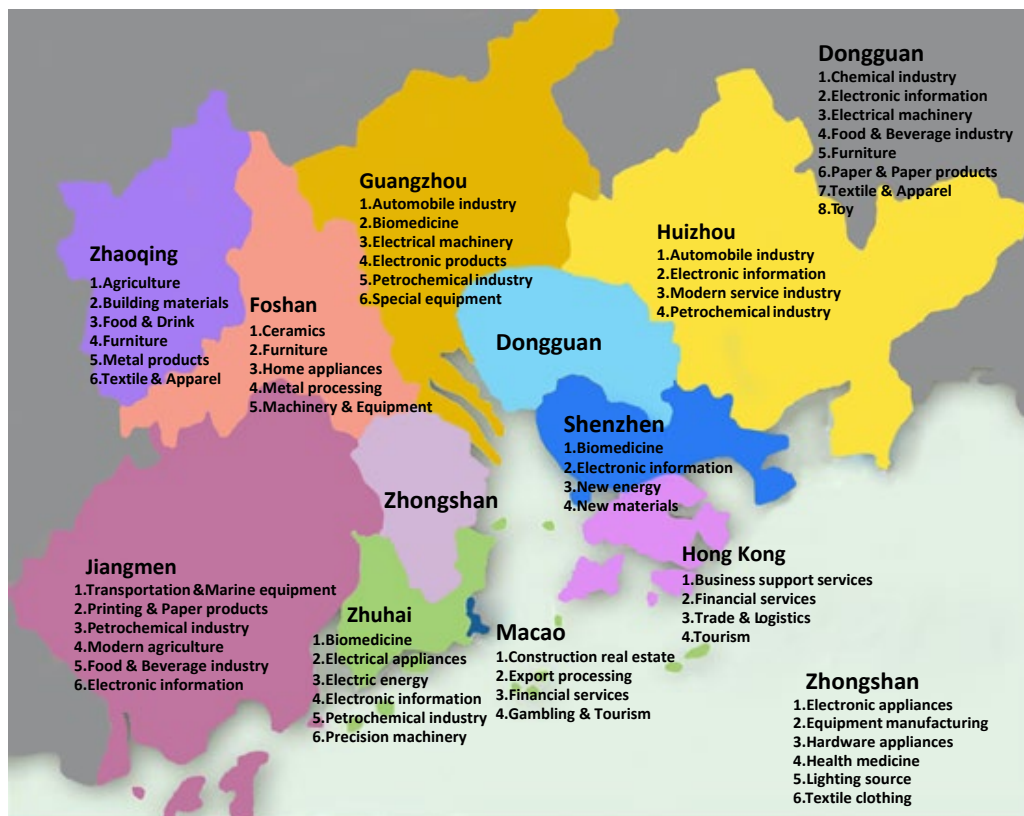 Dongguan
1.Chemical industry
2.Electronic information
3.Electrical machinery
4.Food & Beverage industry
5.Furniture
6.Paper & Paper products
7.Textile & Apparel
8.Toy
Guangzhou
1.Automobile industry
2.Biomedicine
3.Electrical machinery
4.Electronic products
5.Petrochemical industry
6.Special equipment
Huizhou
1.Automobile industry
2.Electronic information
3.Modern service industry
4.Petrochemical industry
Zhaoqing
1.Agriculture
2.Building materials
3.Food & Drink
4.Furniture
5.Metal products
6.Textile & Apparel
Foshan
1.Ceramics
2.Furniture
3.Home appliances
4.Metal processing
5.Machinery & Equipment
Dongguan
Shenzhen
1.Biomedicine
2.Electronic information
3.New energy
4.New materials
Zhongshan
Hong Kong
1.Business support services
2.Financial services
3.Trade & Logistics
4.Tourism
Jiangmen
1.Transportation &Marine equipment
2.Printing & Paper products
3.Petrochemical industry
4.Modern agriculture
5.Food & Beverage industry
6.Electronic information
Zhuhai
1.Biomedicine
2.Electrical appliances
3.Electric energy
4.Electronic information
5.Petrochemical industry
6.Precision machinery
Macao
1.Construction real estate
2.Export processing
3.Financial services
4.Gambling & Tourism
Zhongshan
1.Electronic appliances
2.Equipment manufacturing
3.Hardware appliances
4.Health medicine
5.Lighting source
6.Textile clothing